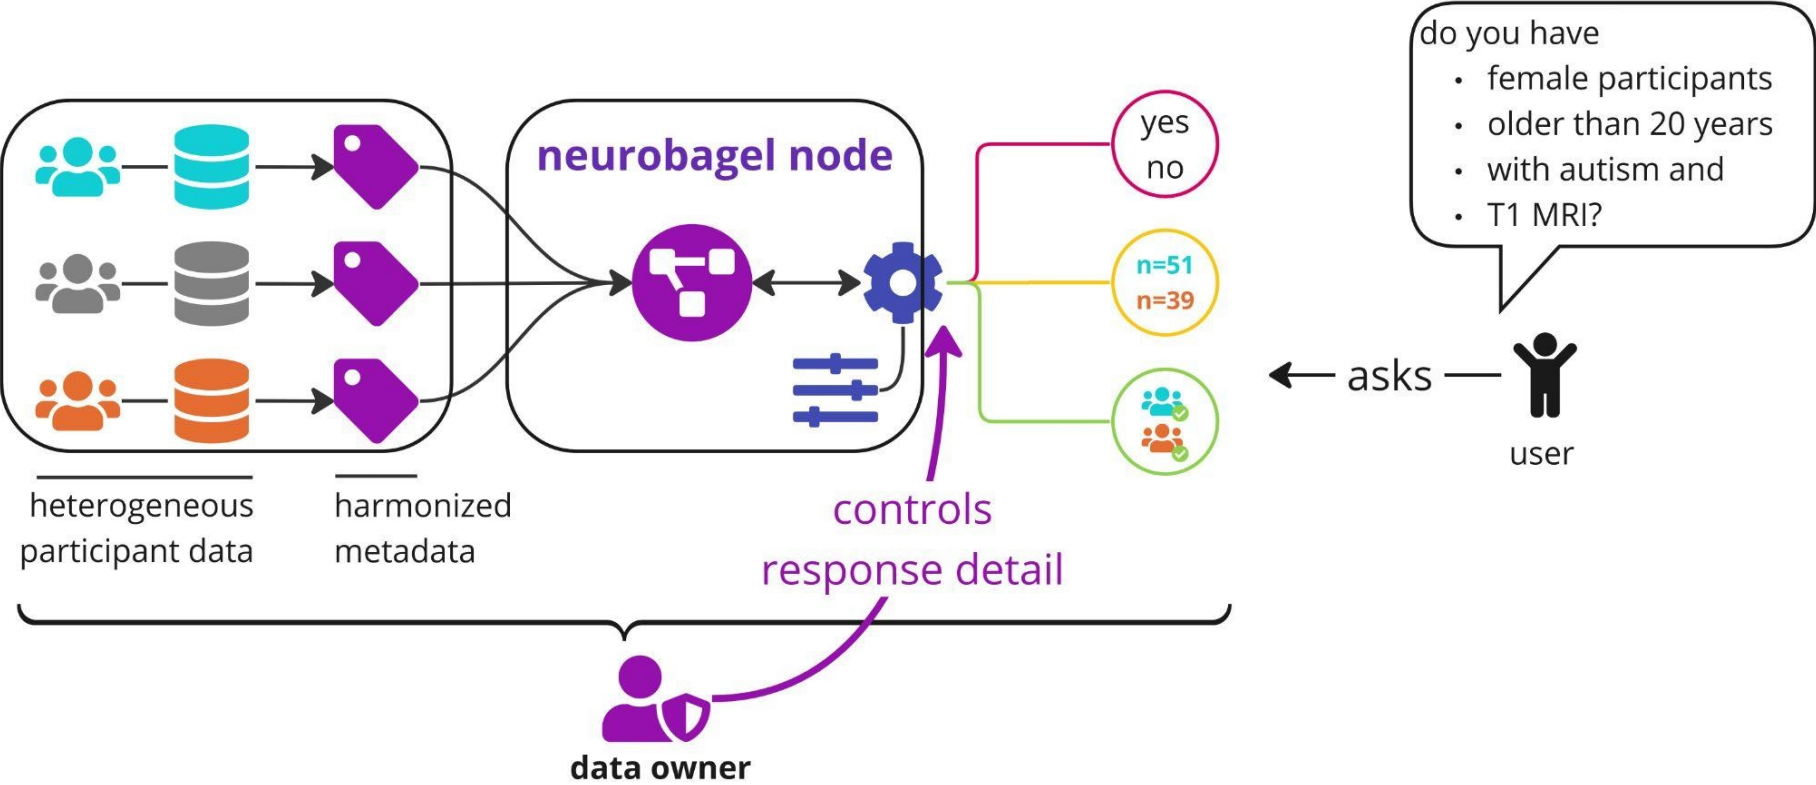 do you have
• female participants
• older than 20 years
• with autism and
• T1 MRI?
neurobagel node
yes
no
n=51
n=39
asks
user
heterogeneous
participant data
harmonized
metadata
controls
response detail
data owner